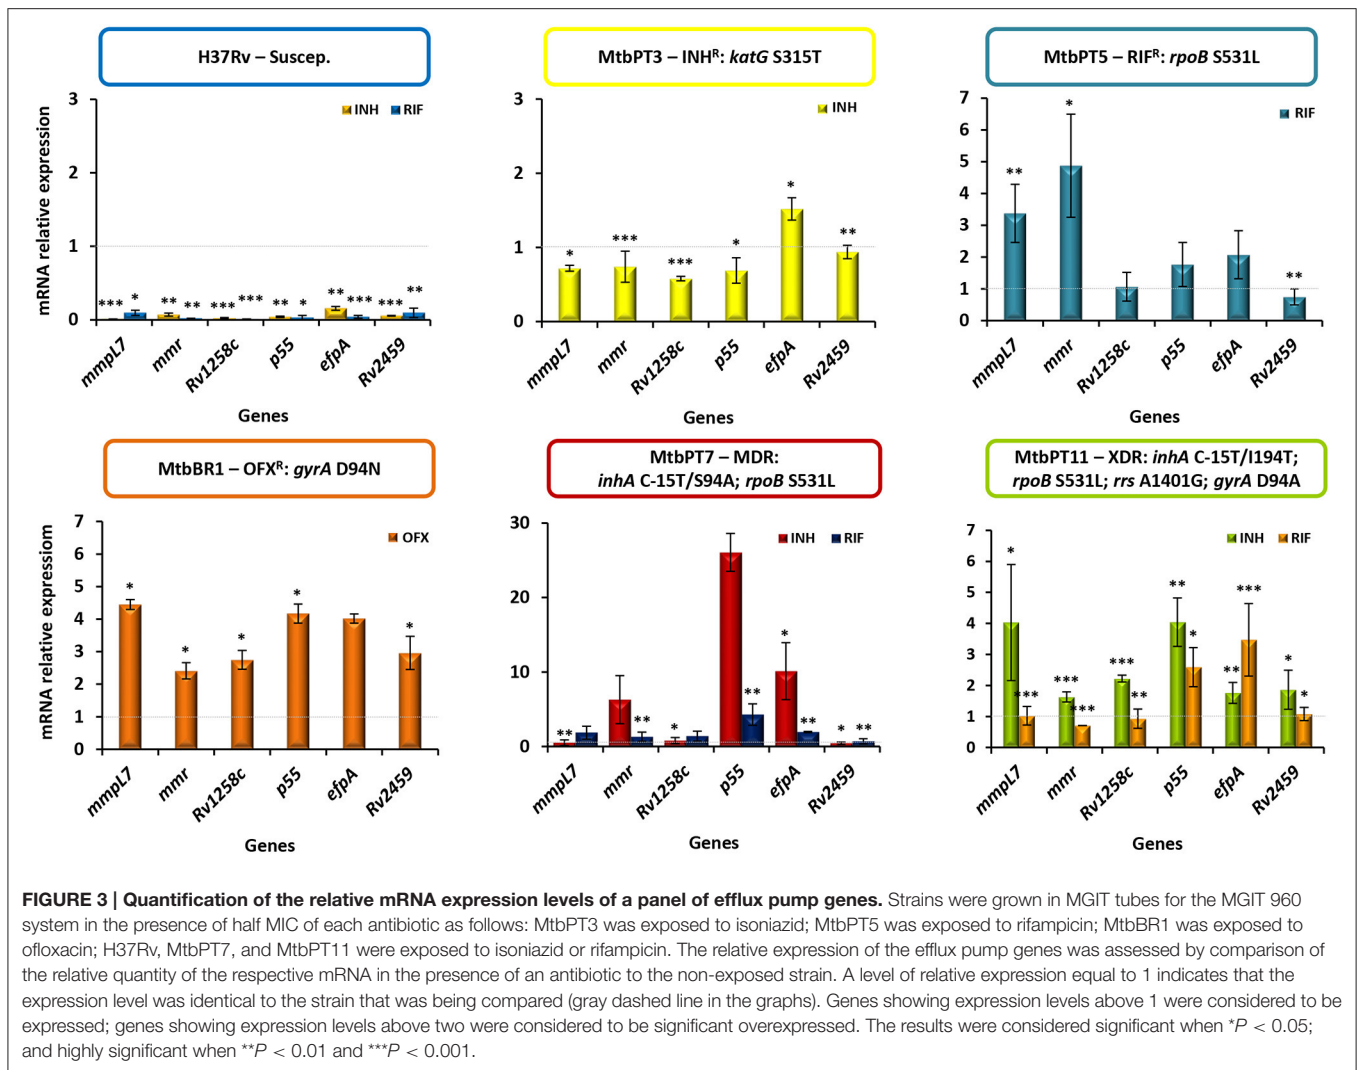 H37Rv – Suscep.
mRNA relative expression
3
2
1
0
INH RIF
*** * ** ** *** *** ** * ** *** *** **
mmpL7 mmr Rv1258c p55 efpA Rv2459
Genes
MtbPT3 – INHᴿ: katG S315T
3
2
1
0
INH
* *** *** * * **
mmpL7 mmr Rv1258c p55 efpA Rv2459
Genes
MtbPT5 – RIFᴿ: rpoB S531L
7
6
5
4
3
2
1
0
RIF
** * **
mmpL7 mmr Rv1258c p55 efpA Rv2459
Genes
MtbBR1 – OFXᴿ: gyrA D94N
mRNA relative expression
7
6
5
4
3
2
1
0
OFX
* * * * *
mmpL7 mmr Rv1258c p55 efpA Rv2459
Genes
MtbPT7 – MDR:
inhA C-15T/S94A; rpoB S531L
30
20
10
0
INH RIF
** ** * ** * ** * **
mmpL7 mmr Rv1258c p55 efpA Rv2459
Genes
MtbPT11 – XDR: inhA C-15T/I194T;
rpoB S531L; rrs A1401G; gyrA D94A
7
6
5
4
3
2
1
0
INH RIF
* *** *** *** *** ** ** * ** *** * *
mmpL7 mmr Rv1258c p55 efpA Rv2459
Genes
FIGURE 3 | Quantification of the relative mRNA expression levels of a panel of efflux pump genes. Strains were grown in MGIT tubes for the MGIT 960
system in the presence of half MIC of each antibiotic as follows: MtbPT3 was exposed to isoniazid; MtbPT5 was exposed to rifampicin; MtbBR1 was exposed to
ofloxacin; H37Rv, MtbPT7, and MtbPT11 were exposed to isoniazid or rifampicin. The relative expression of the efflux pump genes was assessed by comparison of
the relative quantity of the respective mRNA in the presence of an antibiotic to the non-exposed strain. A level of relative expression equal to 1 indicates that the
expression level was identical to the strain that was being compared (gray dashed line in the graphs). Genes showing expression levels above 1 were considered to be
expressed; genes showing expression levels above two were considered to be significant overexpressed. The results were considered significant when *P < 0.05;
and highly significant when **P < 0.01 and ***P < 0.001.